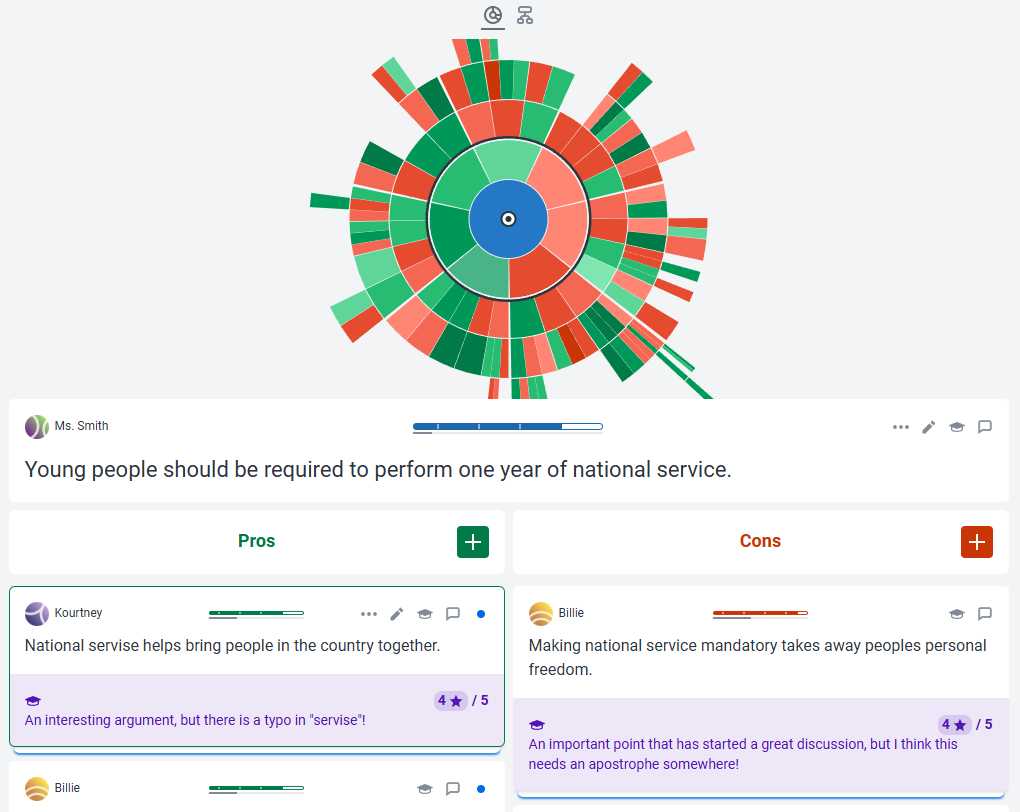 Ms. Smith
Young people should be required to perform one year of national service.
Pros
Cons
Kourtney
National servise helps bring people in the country together.
4 ★ / 5
An interesting argument, but there is a typo in "servise"!
Billie
Making national service mandatory takes away peoples personal
freedom.
4 ★ / 5
An important point that has started a great discussion, but I think this
needs an apostrophe somewhere!
Billie